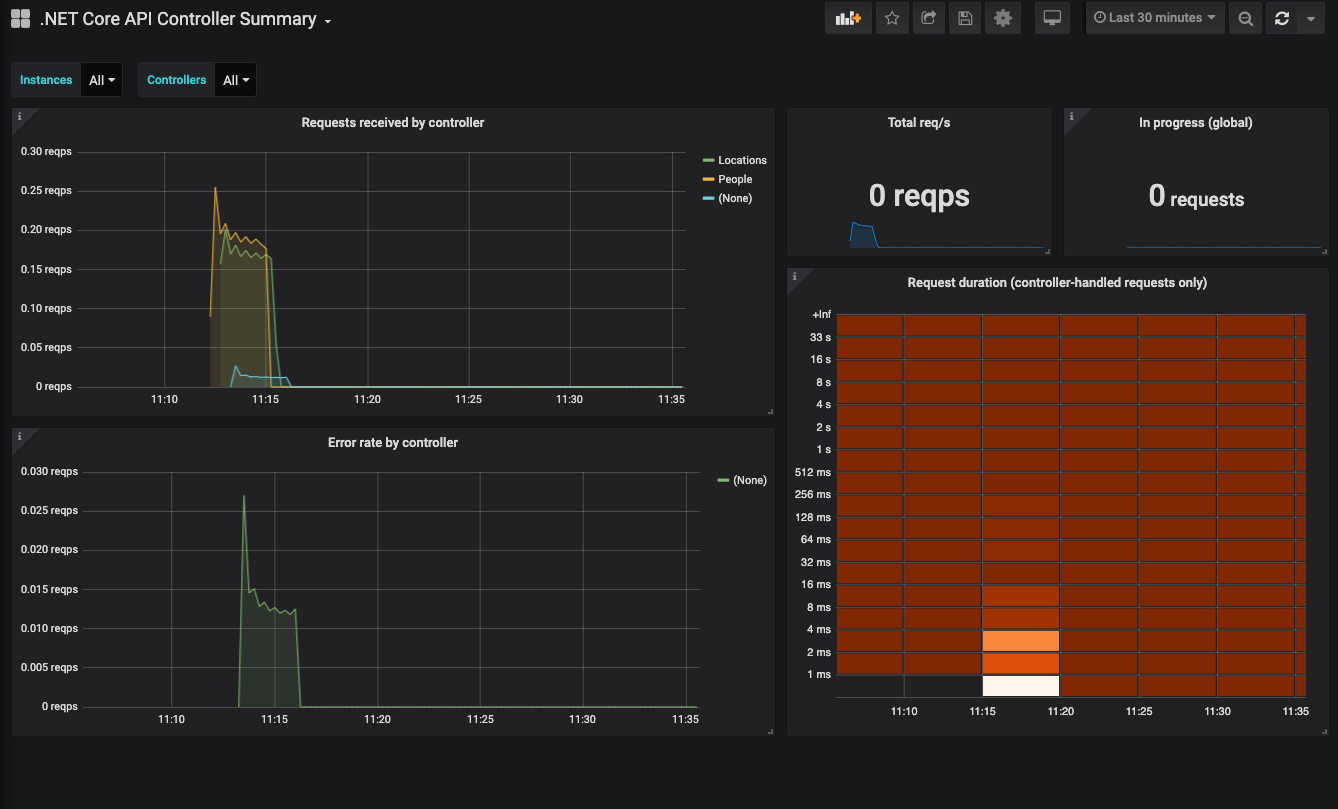 .NET Core API Controller Summary
Last 30 minutes
Instances All Controllers All
i
Requests received by controller
0.30 reqps
0.25 reqps
0.20 reqps
0.15 reqps
0.10 reqps
0.05 reqps
0 reqps
11:10 11:15 11:20 11:25 11:30 11:35
Locations
People
(None)
Total req/s
0 reqps
i
In progress (global)
0 requests
i
Error rate by controller
0.030 reqps
0.025 reqps
0.020 reqps
0.015 reqps
0.010 reqps
0.005 reqps
0 reqps
11:10 11:15 11:20 11:25 11:30 11:35
(None)
i
Request duration (controller-handled requests only)
+Inf
33 s
16 s
8 s
4 s
2 s
1 s
512 ms
256 ms
128 ms
64 ms
32 ms
16 ms
8 ms
4 ms
2 ms
1 ms
11:10 11:15 11:20 11:25 11:30 11:35